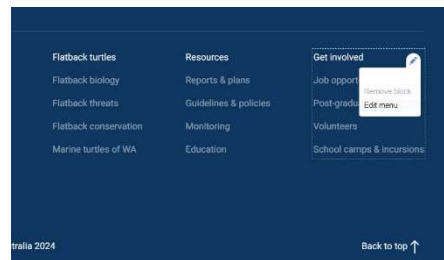 Flatback turtles
Flatback biology
Flatback threats
Flatback conservation
Marine turtles of WA
Resources
Reports & plans
Guidelines & policies
Monitoring
Education
Get involved
Job opport
Post-gradu
Volunteers
School camps & incursions
Remove block
Edit menu
tralia 2024
Back to top ↑